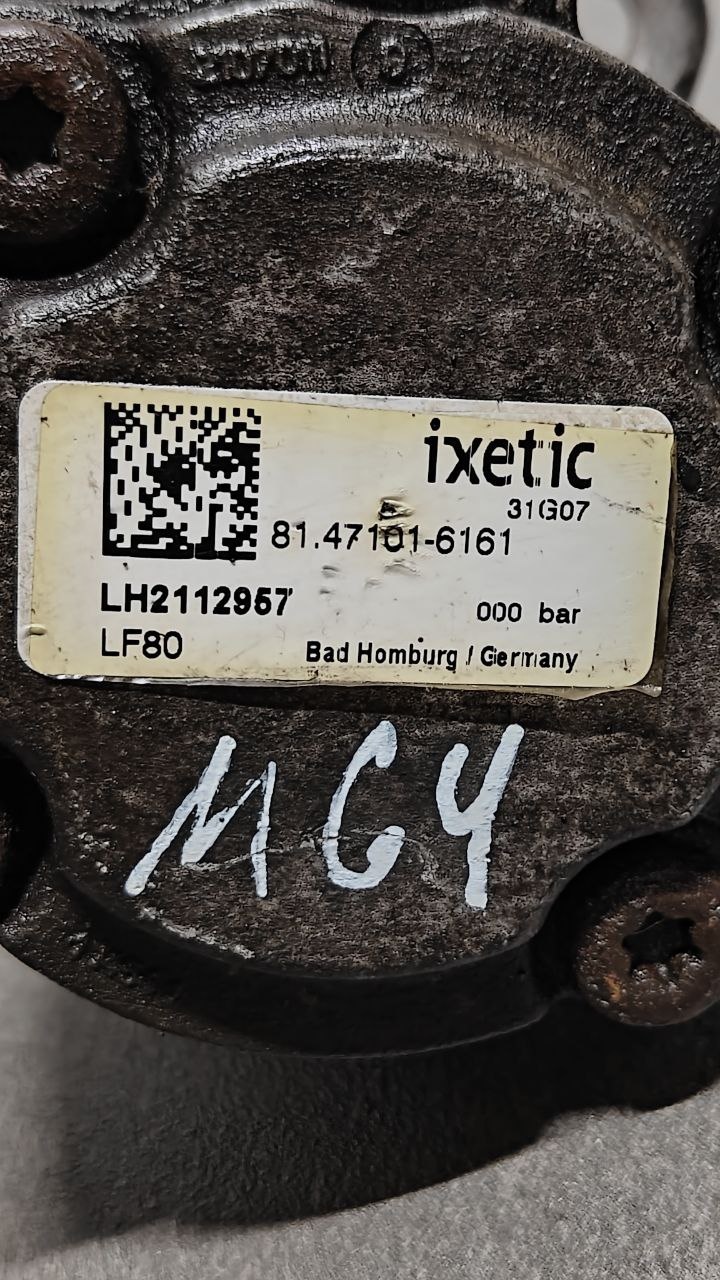 ixetic
31G07
81.47101-6161
LH2112957
000 bar
LF80
Bad Homburg / Germany
MG4